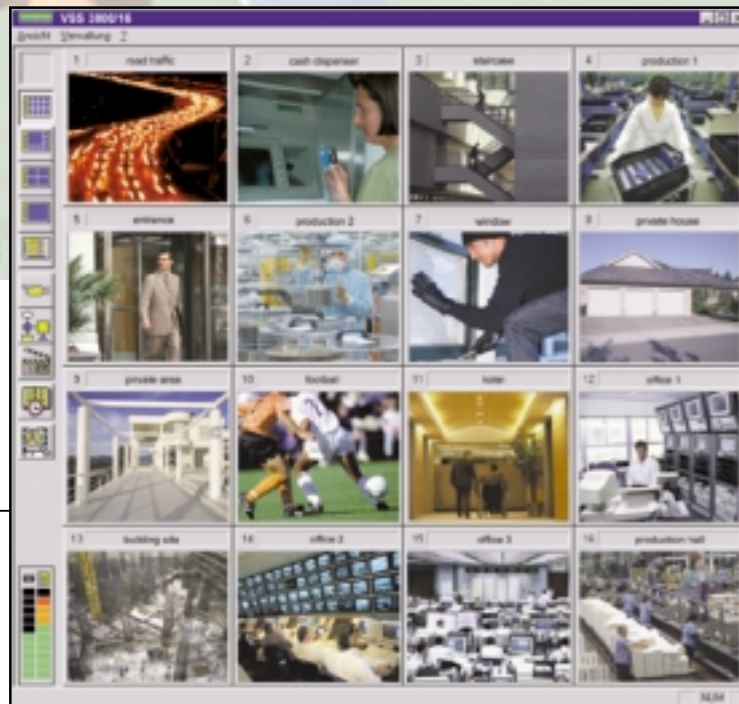 VSS 3800/16
Ansicht Verwaltung ?
1 road traffic
2 cash dispenser
3 staircase
4 production 1
5 entrance
6 production 2
7 window
8 private house
9 private area
10 football
11 hotel
12 office 1
13 building site
14 office 2
15 office 3
16 production hall
NUM